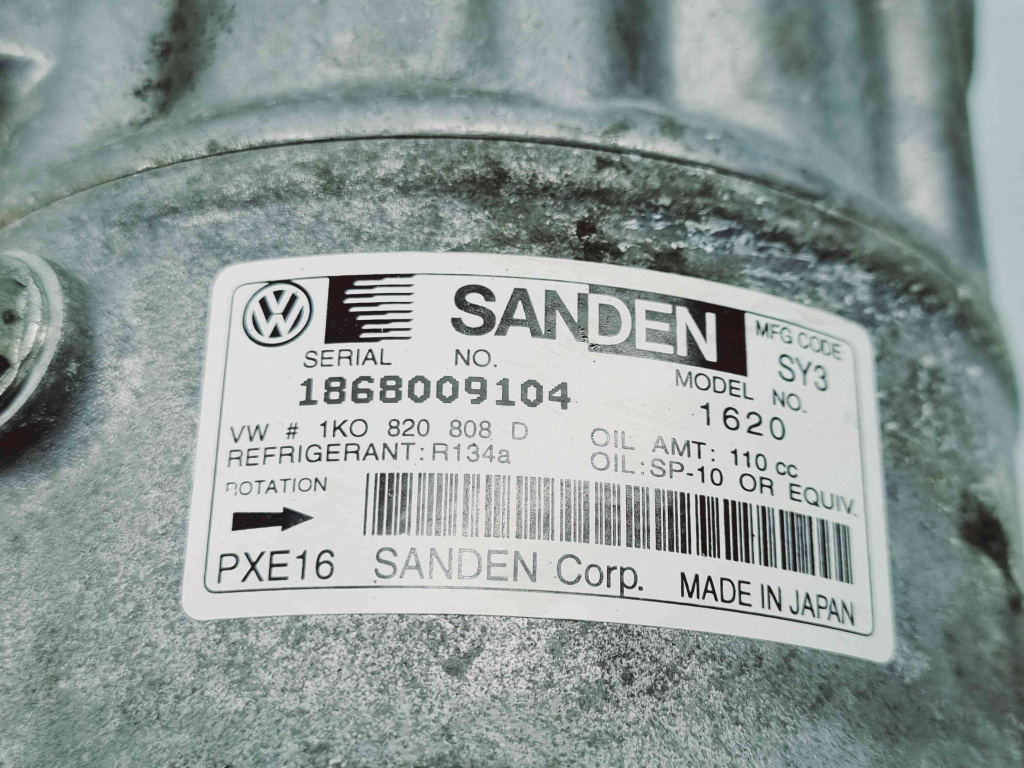 VW SANDEN MFG CODE
SERIAL NO. SY3
1868009104 MODEL NO.
1620
VW # 1KO 820 808 D OIL AMT: 110 cc
REFRIGERANT: R134a OIL: SP-10 OR EQUIV.
ROTATION
PXE16 SANDEN Corp. MADE IN JAPAN